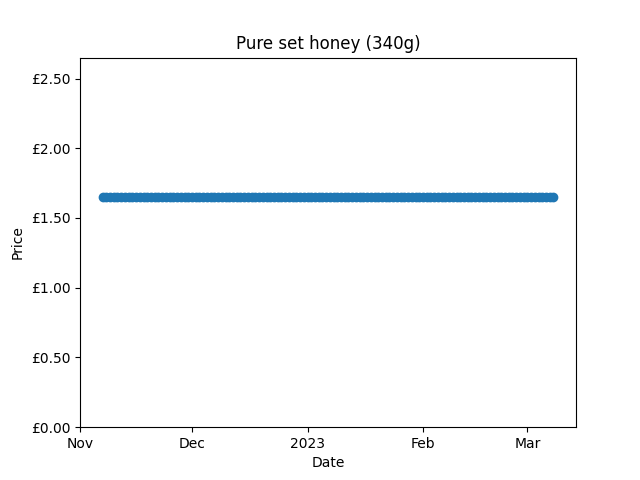 Pure set honey (340g)
£2.50
£2.00
£1.50
£1.00
£0.50
£0.00
Price
Nov Dec 2023 Feb Mar
Date